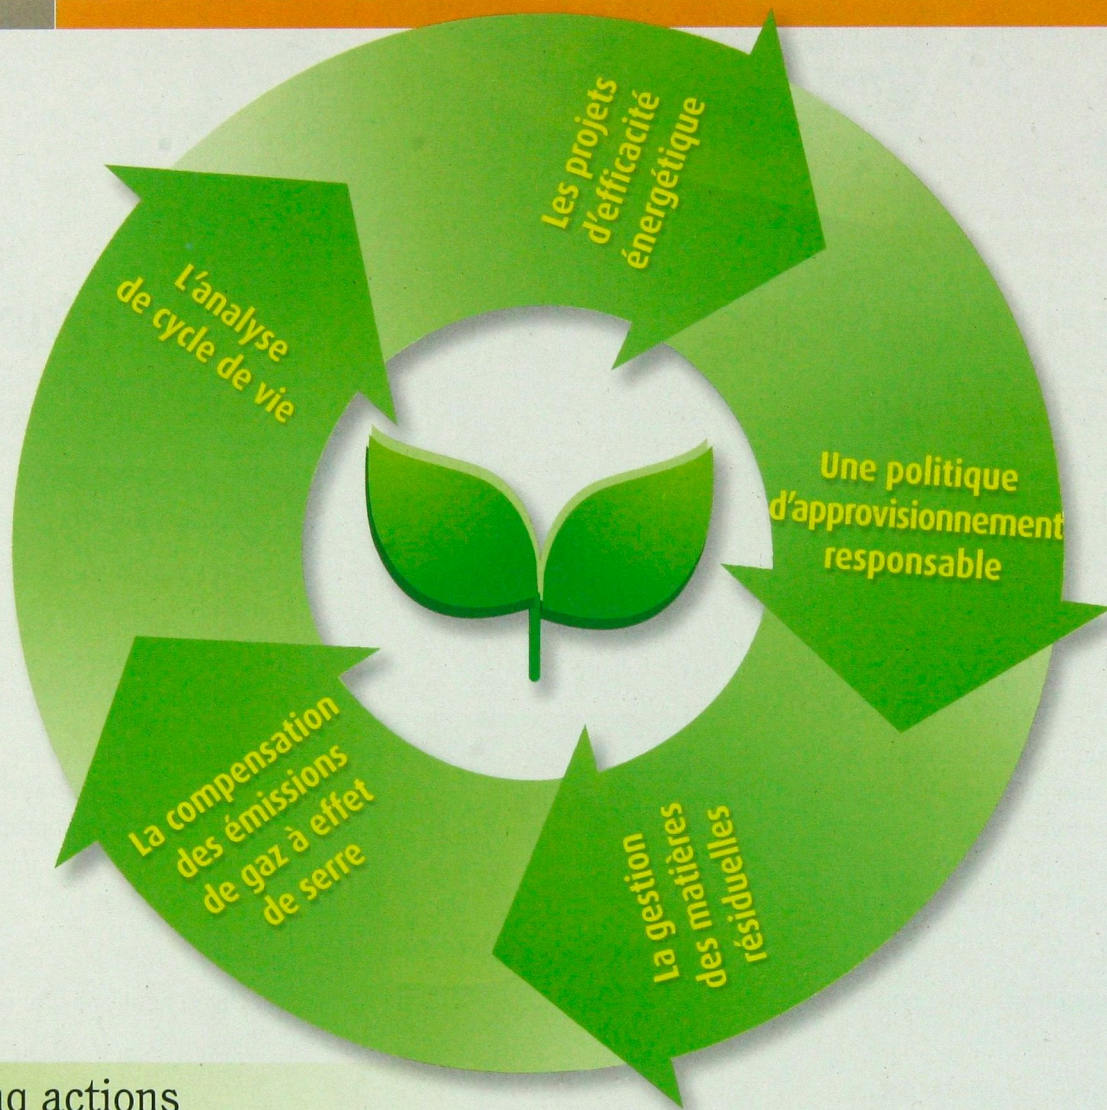 Les projets
d'efficacité
énergétique
Une politique
d'approvisionnement
responsable
La gestion
des matières
résiduelles
La compensation
des émissions
de gaz à effet
de serre
L'analyse
de cycle de vie
actions